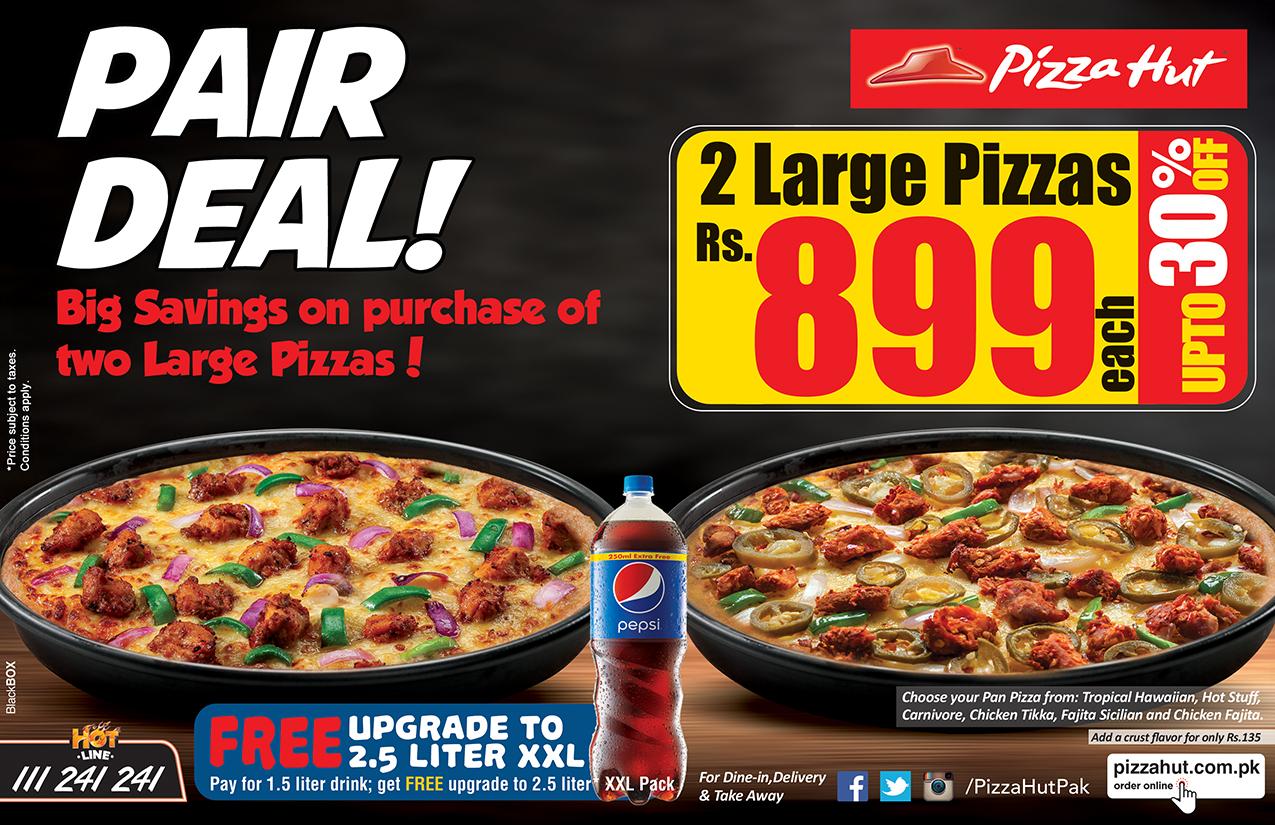 PAIR
DEAL!
Big Savings on purchase of
two Large Pizzas!
Pizza Hut
2 Large Pizzas
Rs. 899 each
UPTO 30% OFF
*Price subject to taxes.
Conditions apply.
BlackBOX
250ml Extra Free
pepsi
Choose your Pan Pizza from: Tropical Hawaiian, Hot Stuff,
Carnivore, Chicken Tikka, Fajita Sicilian and Chicken Fajita.
Add a crust flavor for only Rs.135
HOT
·LINE·
111 241 241
FREE UPGRADE TO
2.5 LITER XXL
Pay for 1.5 liter drink; get FREE upgrade to 2.5 liter XXL Pack
For Dine-in,Delivery
& Take Away
/PizzaHutPak
pizzahut.com.pk
order online